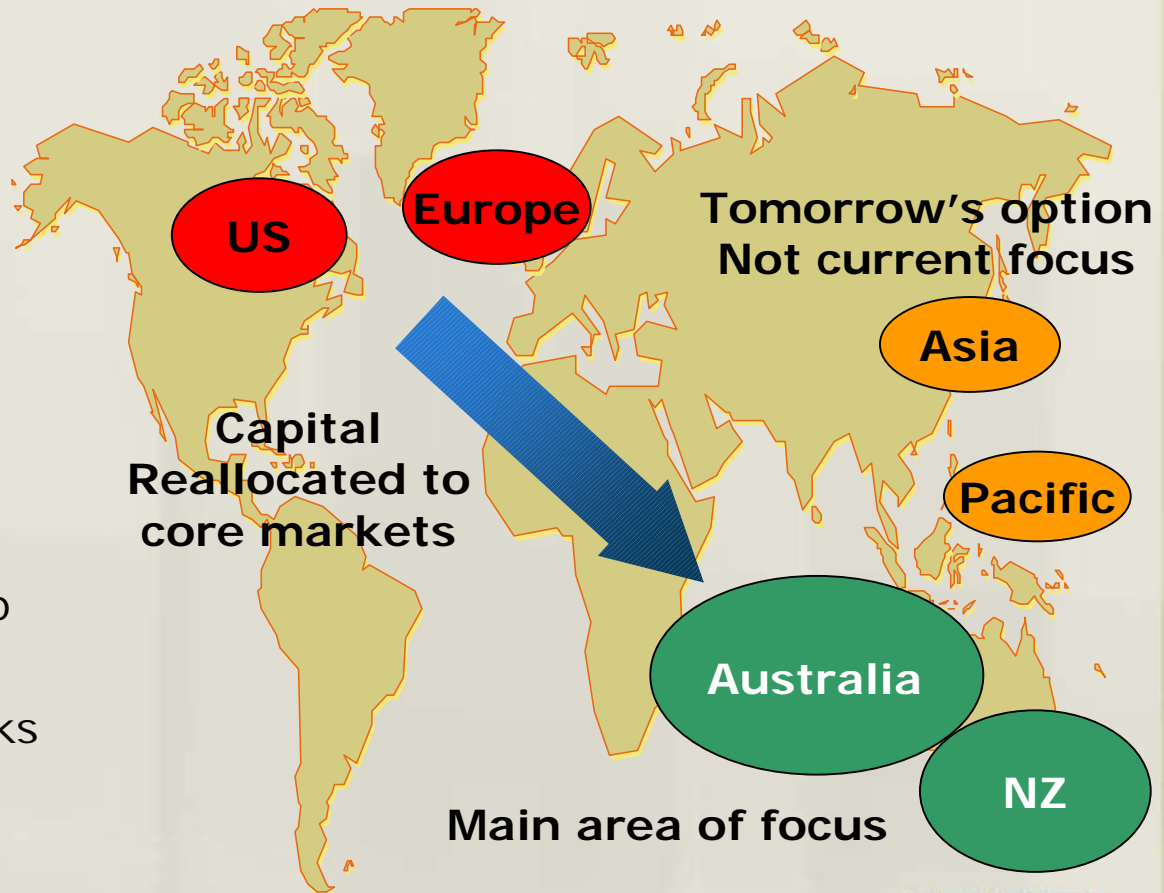 US
Europe
Tomorrow's option
Not current focus
Asia
Capital
Reallocated to
core markets
Pacific
Australia
NZ
Main area of focus